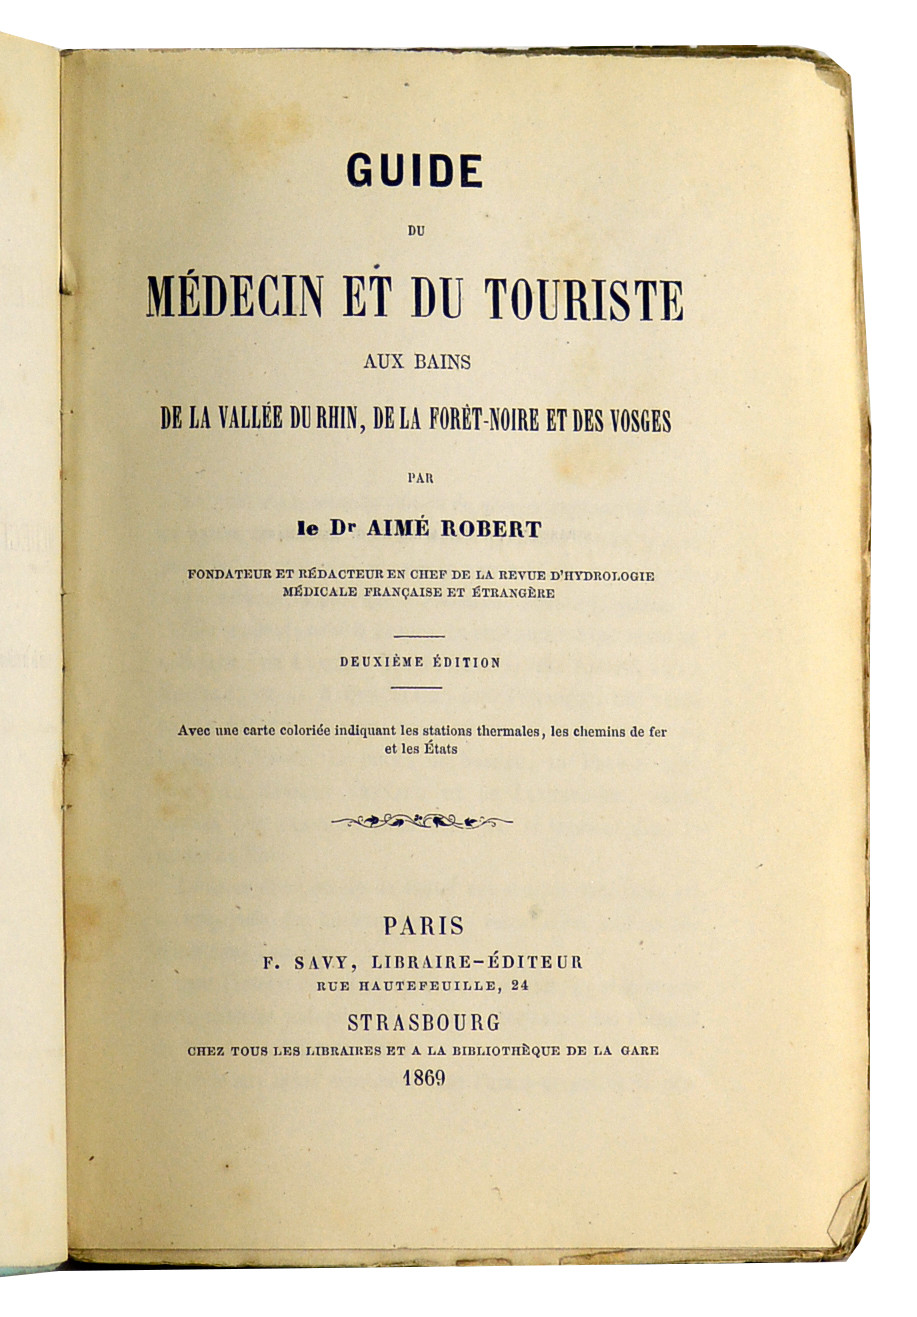 GUIDE
DU
MÉDECIN ET DU TOURISTE
AUX BAINS
DE LA VALLÉE DU RHIN, DE LA FORÊT-NOIRE ET DES VOSGES
PAR
le Dr AIMÉ ROBERT
FONDATEUR ET RÉDACTEUR EN CHEF DE LA REVUE D'HYDROLOGIE
MÉDICALE FRANÇAISE ET ÉTRANGÈRE
DEUXIÈME ÉDITION
Avec une carte coloriée indiquant les stations thermales, les chemins de fer
et les États
PARIS
F. SAVY, LIBRAIRE-ÉDITEUR
RUE HAUTEFEUILLE, 24
STRASBOURG
CHEZ TOUS LES LIBRAIRES ET A LA BIBLIOTHÈQUE DE LA GARE
1869